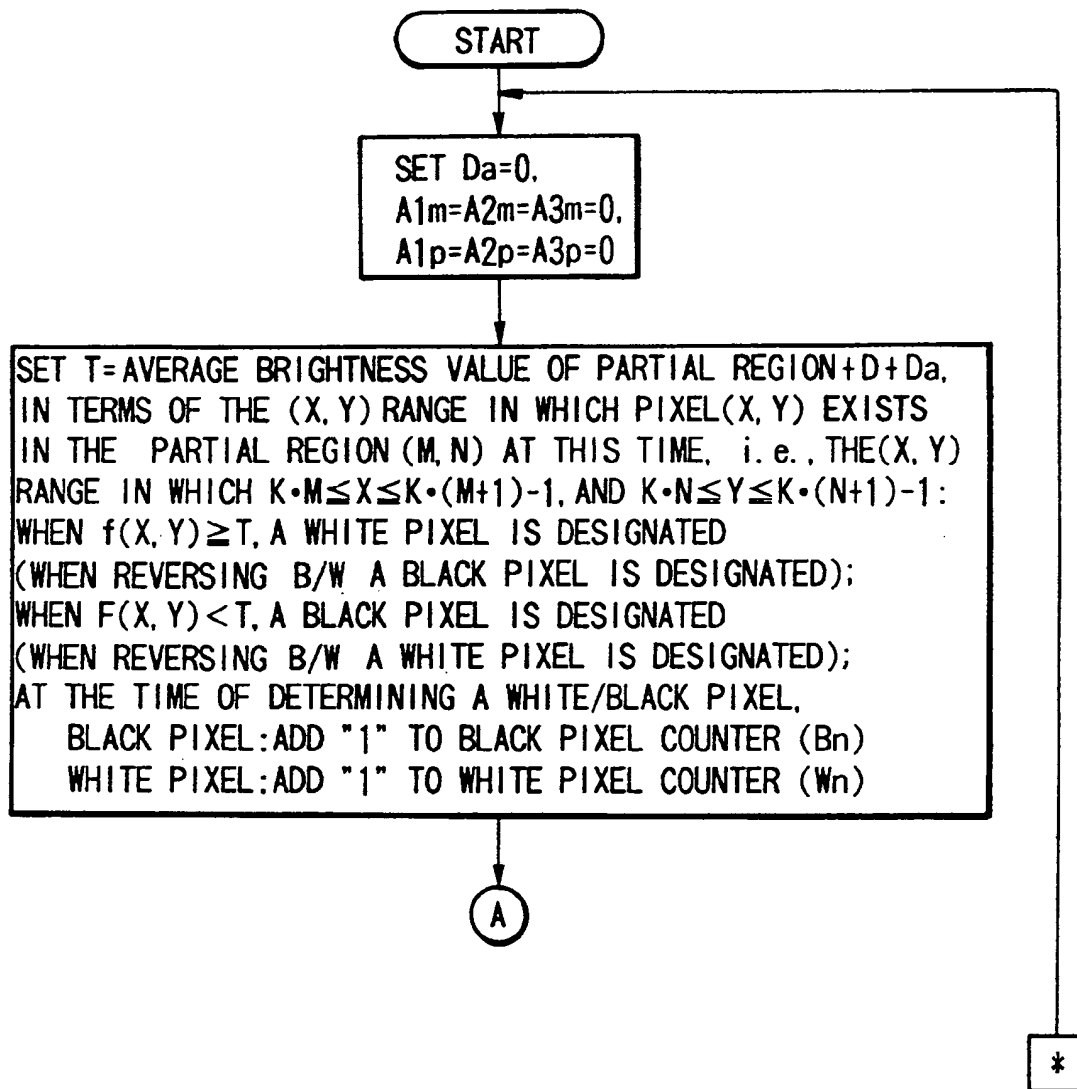 START
SET Da=0,
A1m=A2m=A3m=0,
A1p=A2p=A3p=0
SET T=AVERAGE BRIGHTNESS VALUE OF PARTIAL REGION+D+Da,
IN TERMS OF THE (X, Y) RANGE IN WHICH PIXEL(X, Y) EXISTS
IN THE PARTIAL REGION (M, N) AT THIS TIME, i.e., THE(X, Y)
RANGE IN WHICH K•M≦X≦K•(M+1)-1, AND K•N≦Y≦K•(N+1)-1:
WHEN f(X, Y)≧T, A WHITE PIXEL IS DESIGNATED
(WHEN REVERSING B/W A BLACK PIXEL IS DESIGNATED);
WHEN F(X, Y)<T, A BLACK PIXEL IS DESIGNATED
(WHEN REVERSING B/W A WHITE PIXEL IS DESIGNATED);
AT THE TIME OF DETERMINING A WHITE/BLACK PIXEL,
BLACK PIXEL:ADD "1" TO BLACK PIXEL COUNTER (Bn)
WHITE PIXEL:ADD "1" TO WHITE PIXEL COUNTER (Wn)
A
*